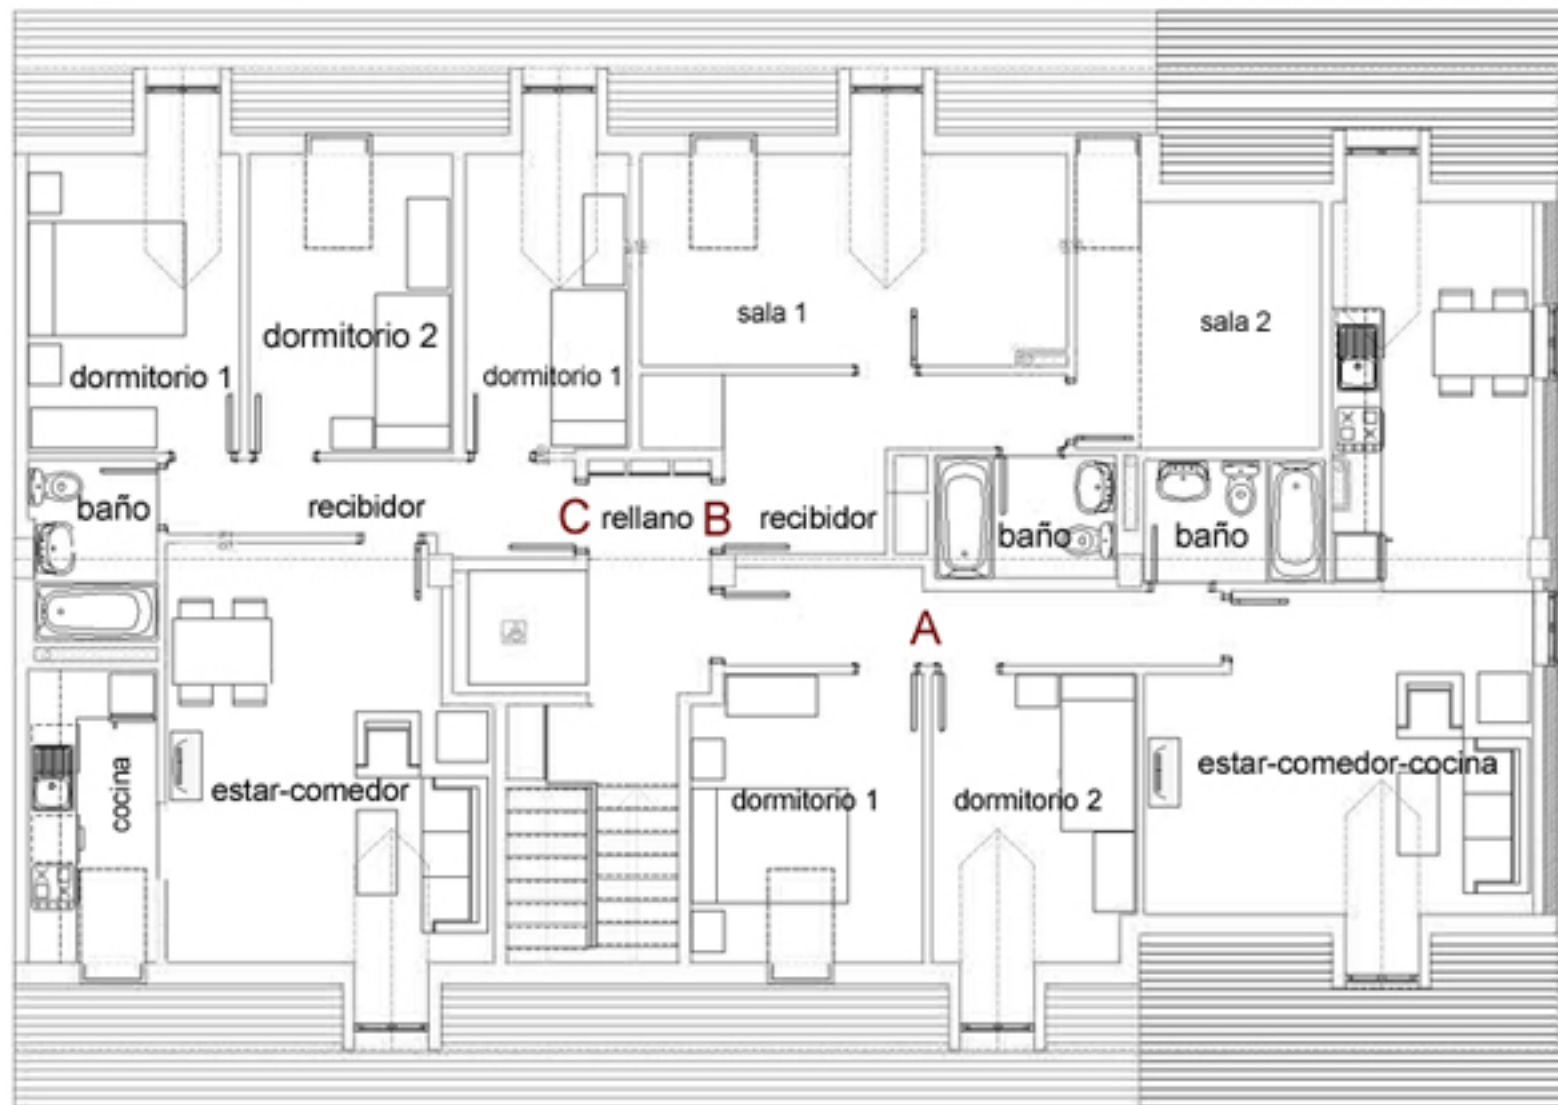 sala 1
sala 2
dormitorio 2
dormitorio 1
dormitorio 1
baño
recibidor
C
rellano
B
recibidor
baño
baño
A
cocina
estar-comedor
dormitorio 1
dormitorio 2
estar-comedor-cocina